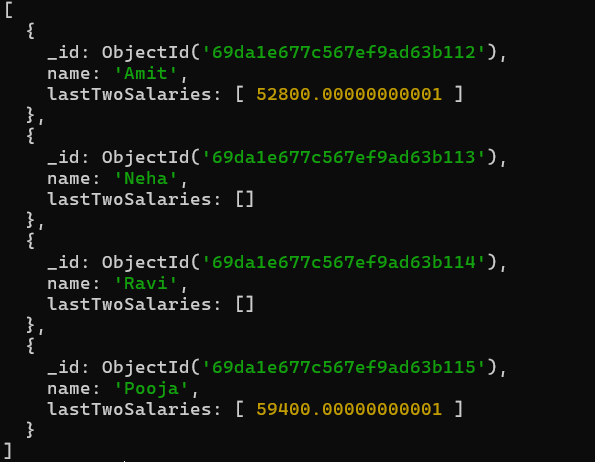 [
  {
    _id: ObjectId('69da1e677c567ef9ad63b112'),
    name: 'Amit',
    lastTwoSalaries: [ 52800.00000000001 ]
  },
  {
    _id: ObjectId('69da1e677c567ef9ad63b113'),
    name: 'Neha',
    lastTwoSalaries: []
  },
  {
    _id: ObjectId('69da1e677c567ef9ad63b114'),
    name: 'Ravi',
    lastTwoSalaries: []
  },
  {
    _id: ObjectId('69da1e677c567ef9ad63b115'),
    name: 'Pooja',
    lastTwoSalaries: [ 59400.00000000001 ]
  }
]